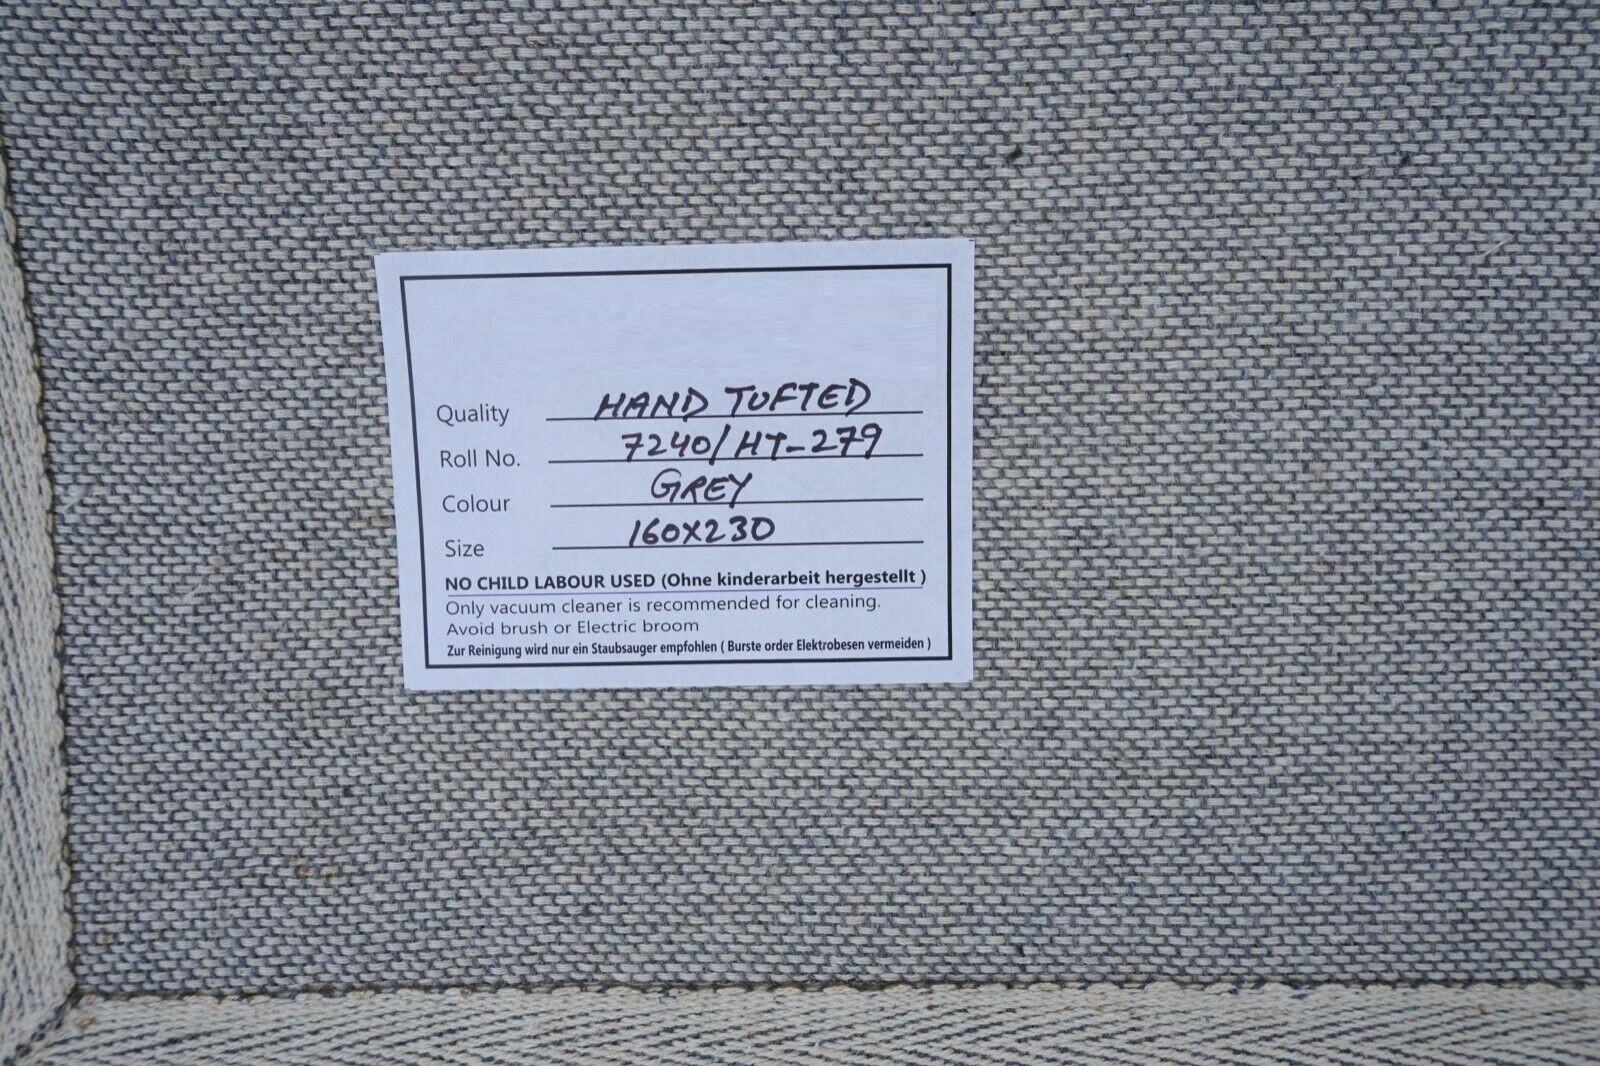 Quality HAND TUFTED
Roll No. 7240/HT-279
Colour GREY
Size 160X230
NO CHILD LABOUR USED (Ohne kinderarbeit hergestellt )
Only vacuum cleaner is recommended for cleaning.
Avoid brush or Electric broom
Zur Reinigung wird nur ein Staubsauger empfohlen ( Burste order Elektrobesen vermeiden )